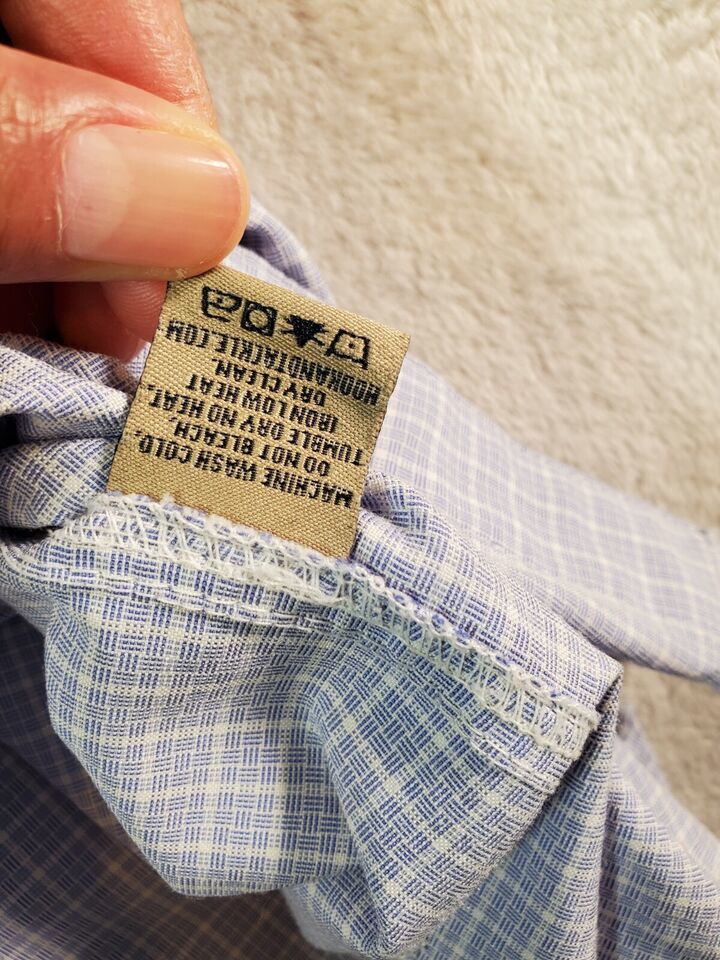 MACHINE WASH COLD.
DO NOT BLEACH.
TUMBLE DRY NO HEAT.
IRON LOW HEAT
DRY CLEAN.
HOOKANDTACKLE.COM